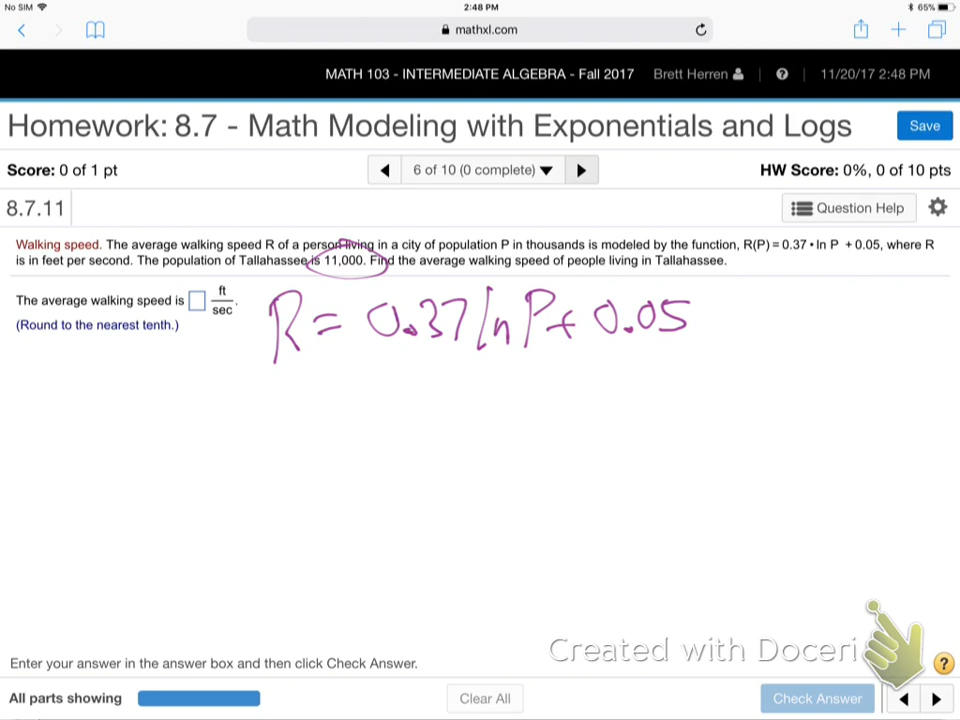 No SIM 2:48 PM 65%
mathxl.com
MATH 103 - INTERMEDIATE ALGEBRA - Fall 2017 Brett Herren ? 11/20/17 2:48 PM
Homework: 8.7 - Math Modeling with Exponentials and Logs Save
Score: 0 of 1 pt 6 of 10 (0 complete) HW Score: 0%, 0 of 10 pts
8.7.11 Question Help
Walking speed. The average walking speed R of a person living in a city of population P in thousands is modeled by the function, R(P) = 0.37 • ln P + 0.05, where R
is in feet per second. The population of Tallahassee is 11,000. Find the average walking speed of people living in Tallahassee.
The average walking speed is ft/sec.
(Round to the nearest tenth.)
R = 0.37 ln P + 0.05
Created with Doceri
Enter your answer in the answer box and then click Check Answer. ?
All parts showing Clear All Check Answer